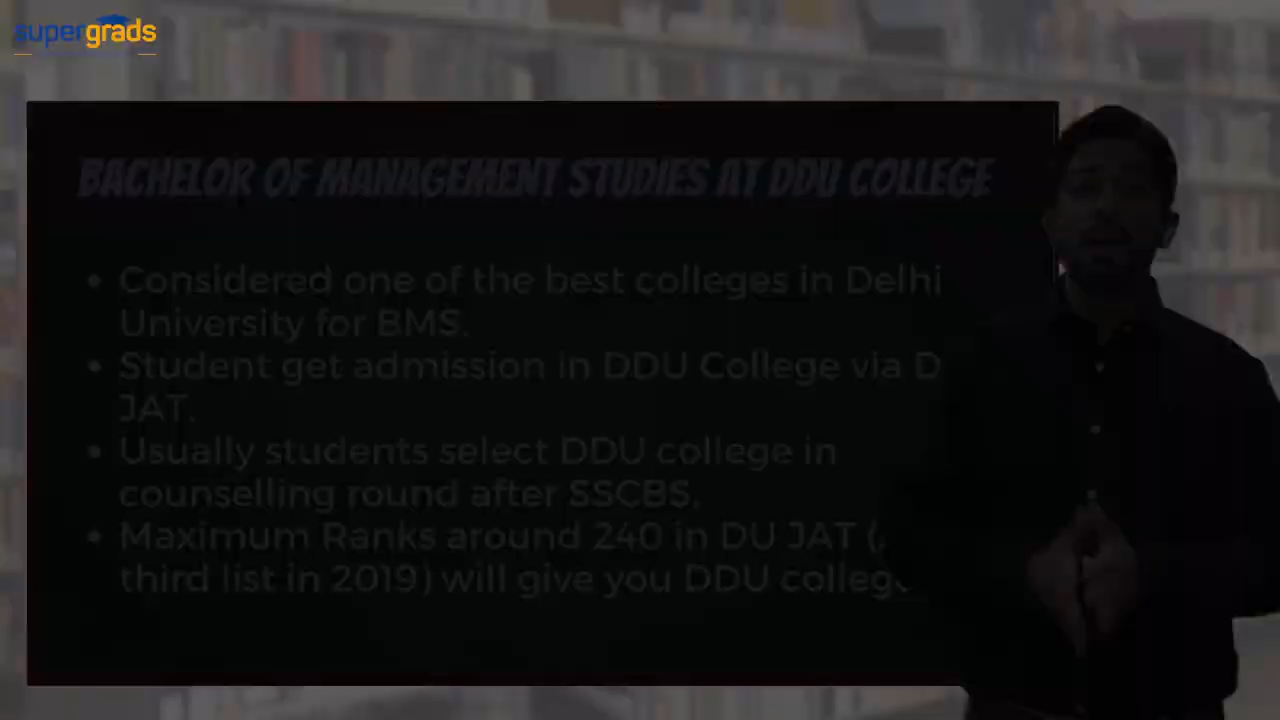 supergrads
BACHELOR OF MANAGEMENT STUDIES AT DDU COLLEGE
• Considered one of the best colleges in Delhi
University for BMS.
• Student get admission in DDU College via D
JAT.
• Usually students select DDU college in
counselling round after SSCBS.
• Maximum Ranks around 240 in DU JAT (
third list in 2019) will give you DDU college